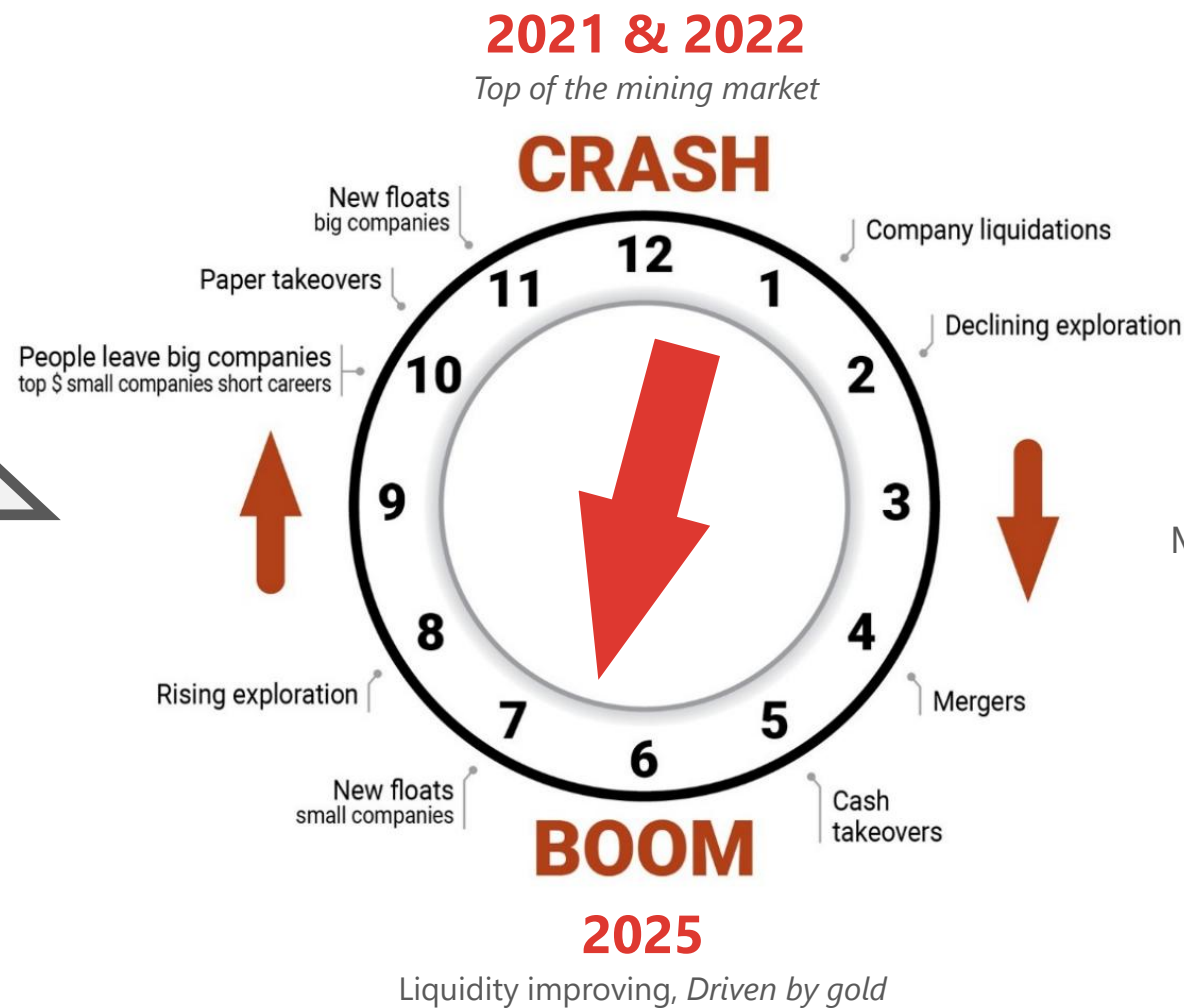 2021 & 2022
Top of the mining market
CRASH
New floats
big companies
Paper takeovers
People leave big companies
top $ small companies short careers
Company liquidations
Declining exploration
12
1
2
3
4
5
6
7
8
9
10
11
Rising exploration
New floats
small companies
Mergers
Cash
takeovers
BOOM
2025
Liquidity improving, Driven by gold